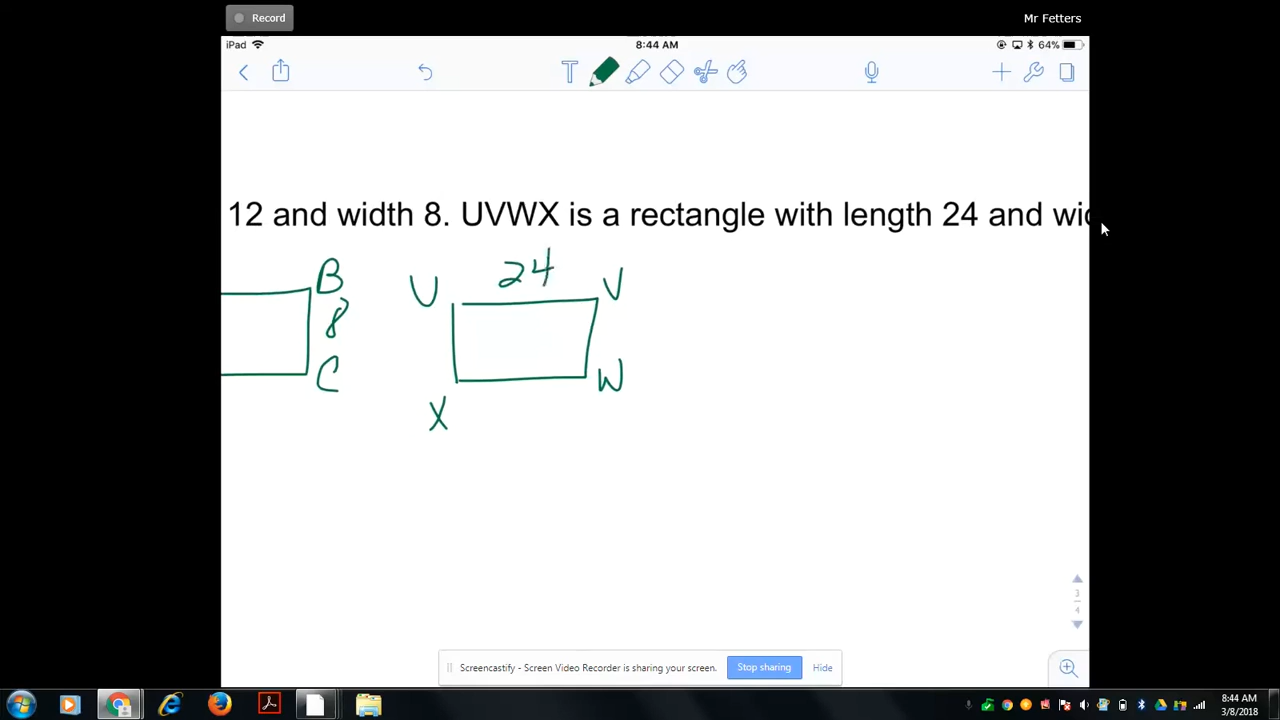 Record
Mr Fetters
iPad
8:44 AM
64%
T
12 and width 8. UVWX is a rectangle with length 24 and
B
U
24
V
8
C
W
X
3
4
Screencastify - Screen Video Recorder is sharing your screen.
Stop sharing
Hide
8:44 AM
3/8/2018